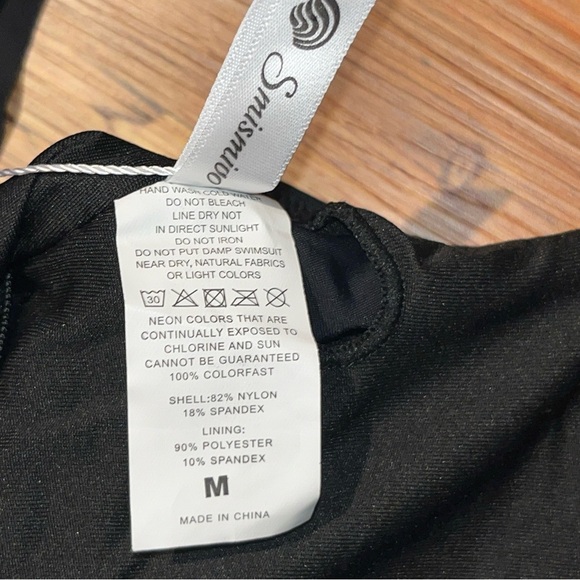 Smismivo
HAND WASH COLD WATER
DO NOT BLEACH
LINE DRY NOT
IN DIRECT SUNLIGHT
DO NOT IRON
DO NOT PUT DAMP SWIMSUIT
NEAR DRY, NATURAL FABRICS
OR LIGHT COLORS
30
NEON COLORS THAT ARE
CONTINUALLY EXPOSED TO
CHLORINE AND SUN
CANNOT BE GUARANTEED
100% COLORFAST
SHELL:82% NYLON
18% SPANDEX
LINING:
90% POLYESTER
10% SPANDEX
M
MADE IN CHINA